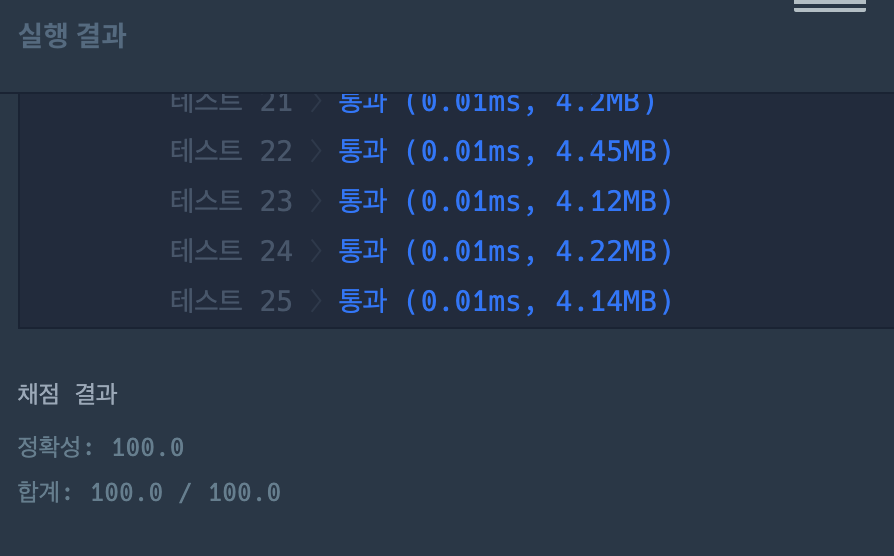 실행 결과
테스트 21 〉 통과 (0.01ms, 4.2MB)
테스트 22 〉 통과 (0.01ms, 4.45MB)
테스트 23 〉 통과 (0.01ms, 4.12MB)
테스트 24 〉 통과 (0.01ms, 4.22MB)
테스트 25 〉 통과 (0.01ms, 4.14MB)
채점 결과
정확성: 100.0
합계: 100.0 / 100.0